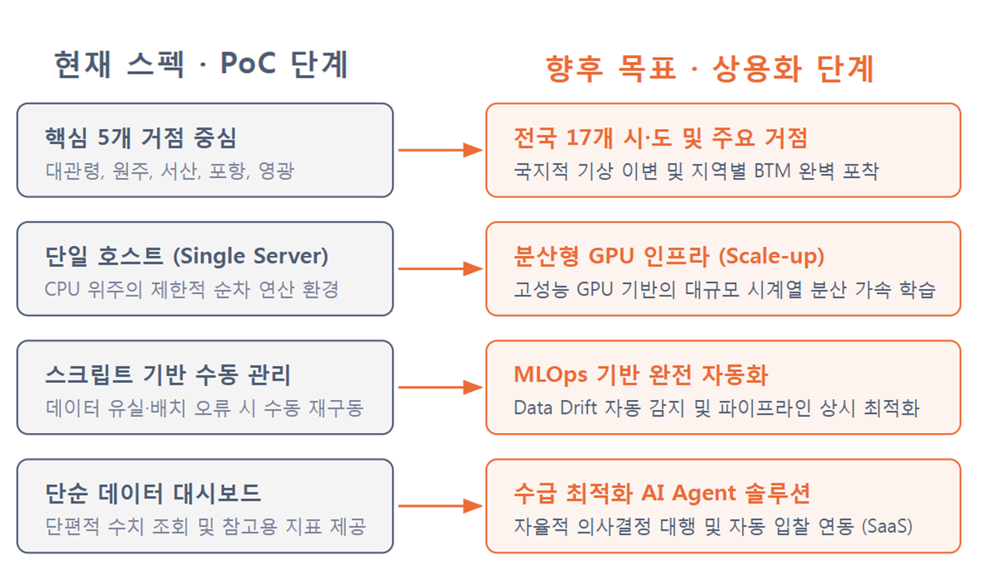 현재 스펙 · PoC 단계
향후 목표 · 상용화 단계
핵심 5개 거점 중심
대관령, 원주, 서산, 포항, 영광
전국 17개 시·도 및 주요 거점
국지적 기상 이변 및 지역별 BTM 완벽 포착
단일 호스트 (Single Server)
CPU 위주의 제한적 순차 연산 환경
분산형 GPU 인프라 (Scale-up)
고성능 GPU 기반의 대규모 시계열 분산 가속 학습
스크립트 기반 수동 관리
데이터 유실·배치 오류 시 수동 재구동
MLOps 기반 완전 자동화
Data Drift 자동 감지 및 파이프라인 상시 최적화
단순 데이터 대시보드
단편적 수치 조회 및 참고용 지표 제공
수급 최적화 AI Agent 솔루션
자율적 의사결정 대행 및 자동 입찰 연동 (SaaS)